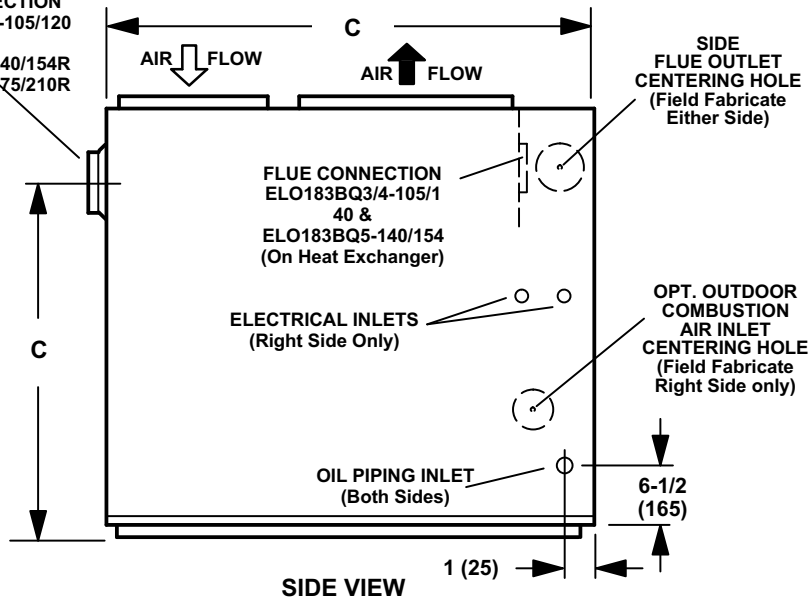 ECTION
-105/120
40/154R
75/210R
C
AIR FLOW
AIR FLOW
SIDE
FLUE OUTLET
CENTERING HOLE
(Field Fabricate
Either Side)
FLUE CONNECTION
ELO183BQ3/4-105/1
40 &
ELO183BQ5-140/154
(On Heat Exchanger)
ELECTRICAL INLETS
(Right Side Only)
OPT. OUTDOOR
COMBUSTION
AIR INLET
CENTERING HOLE
(Field Fabricate
Right Side only)
C
OIL PIPING INLET
(Both Sides)
6-1/2
(165)
1 (25)
SIDE VIEW